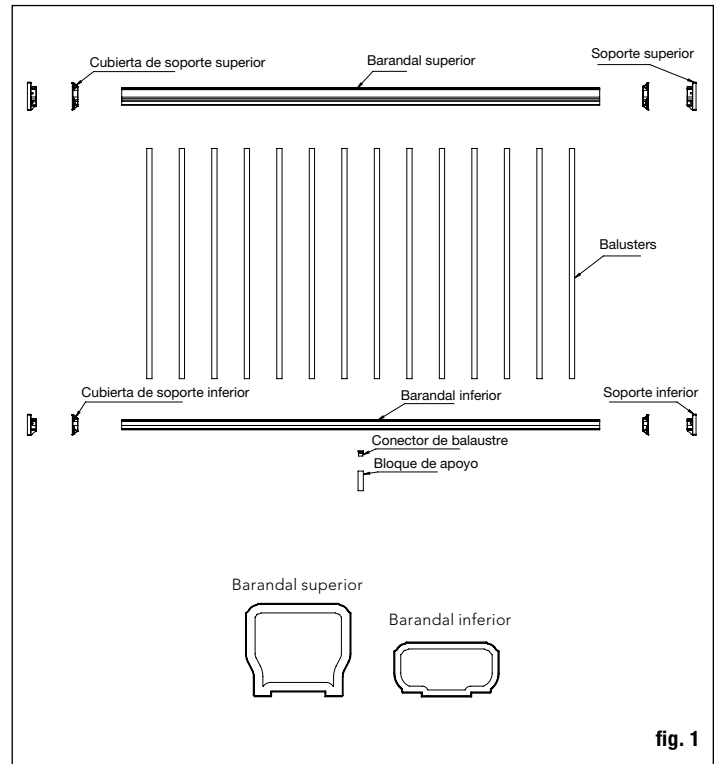 Cubierta de soporte superior
Barandal superior
Soporte superior
Balusters
Cubierta de soporte inferior
Barandal inferior
Soporte inferior
Conector de balaustre
Bloque de apoyo
Barandal superior
Barandal inferior
fig. 1